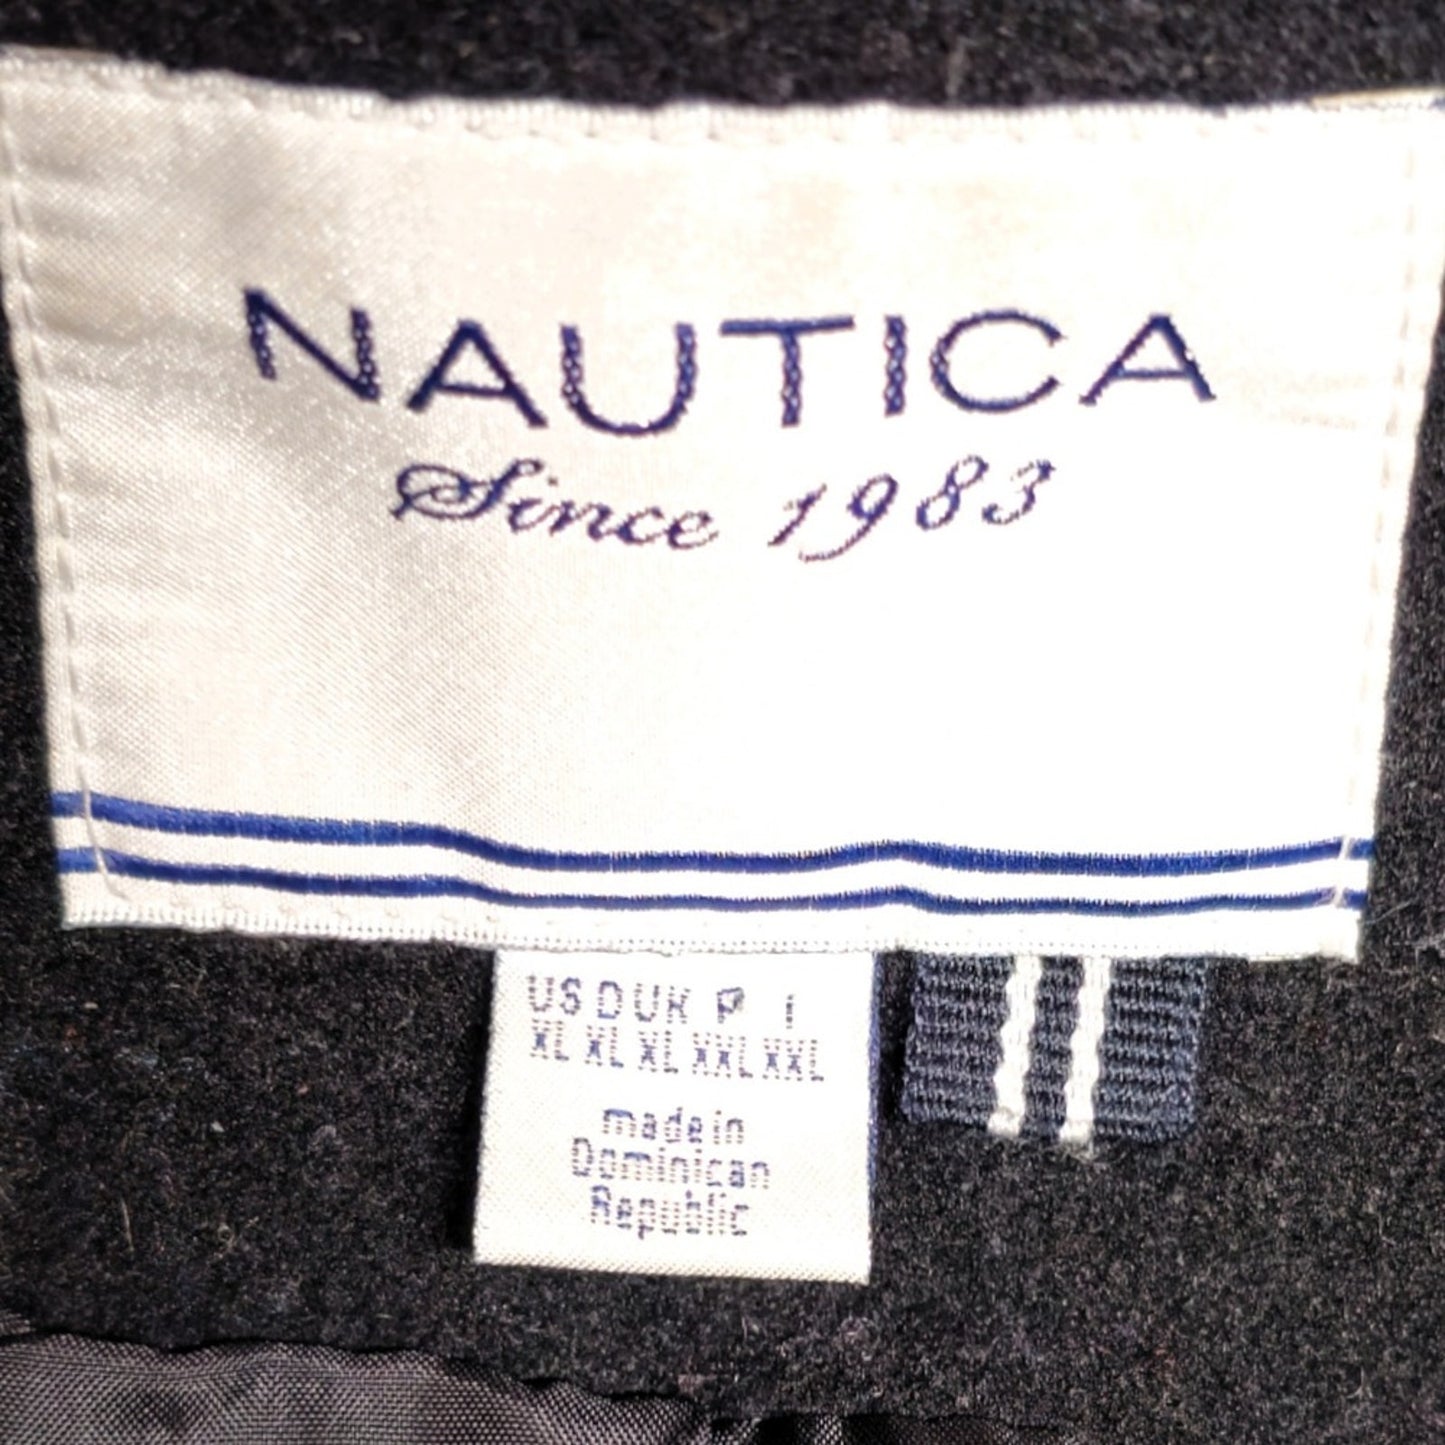 NAUTICA
Since 1983
US D UK P I
XL XL XL XXL XXL
made in
Dominican
Republic